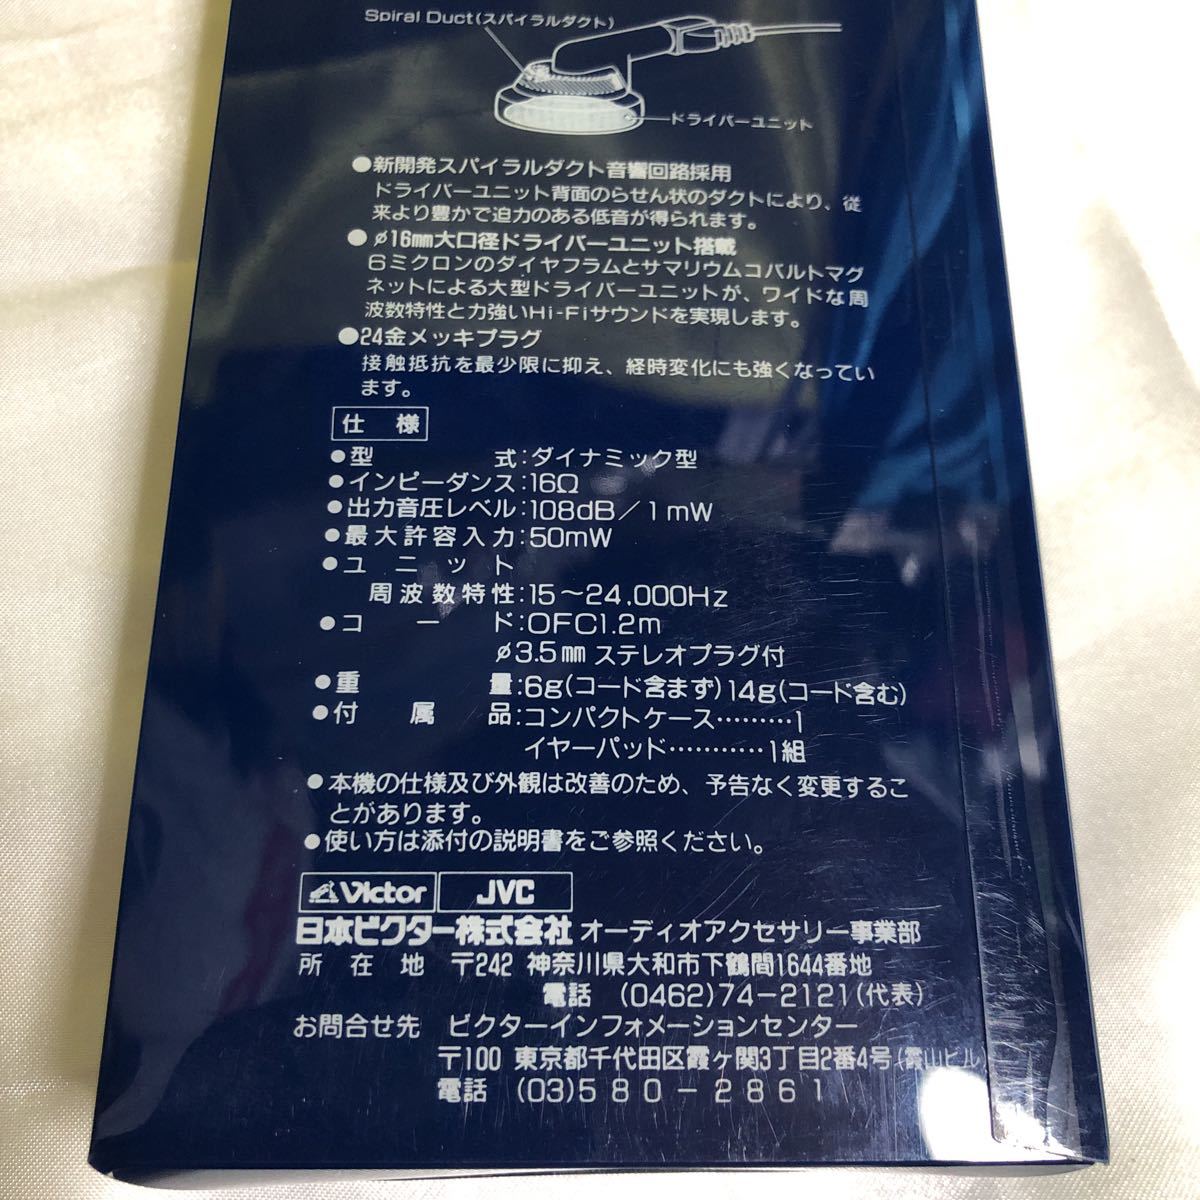 Spiral Duct(スパイラルダクト)
ドライバーユニット
●新開発スパイラルダクト音響回路採用
ドライバーユニット背面のらせん状のダクトにより、従
来より豊かで迫力のある低音が得られます。
●φ16mm大口径ドライバーユニット搭載
6ミクロンのダイヤフラムとサマリウムコバルトマグ
ネットによる大型ドライバーユニットが、ワイドな周
波数特性と力強いHi-Fiサウンドを実現します。
●24金メッキプラグ
接触抵抗を最少限に抑え、経時変化にも強くなってい
ます。
仕様
●型式:ダイナミック型
●インピーダンス:16Ω
●出力音圧レベル:108dB/1mW
●最大許容入力:50mW
●ユニット
周波数特性:15〜24,000Hz
●コード:OFC1.2m
φ3.5mmステレオプラグ付
●重量:6g(コード含まず)14g(コード含む)
●付属品:コンパクトケース………1
イヤーパッド…………1組
●本機の仕様及び外観は改善のため、予告なく変更するこ
とがあります。
●使い方は添付の説明書をご参照ください。
Victor JVC
日本ビクター株式会社 オーディオアクセサリー事業部
所在地 〒242 神奈川県大和市下鶴間1644番地
電話 (0462)74-2121(代表)
お問合せ先 ビクターインフォメーションセンター
〒100 東京都千代田区霞ヶ関3丁目2番4号(霞山ビル)
電話 (03)580-2861